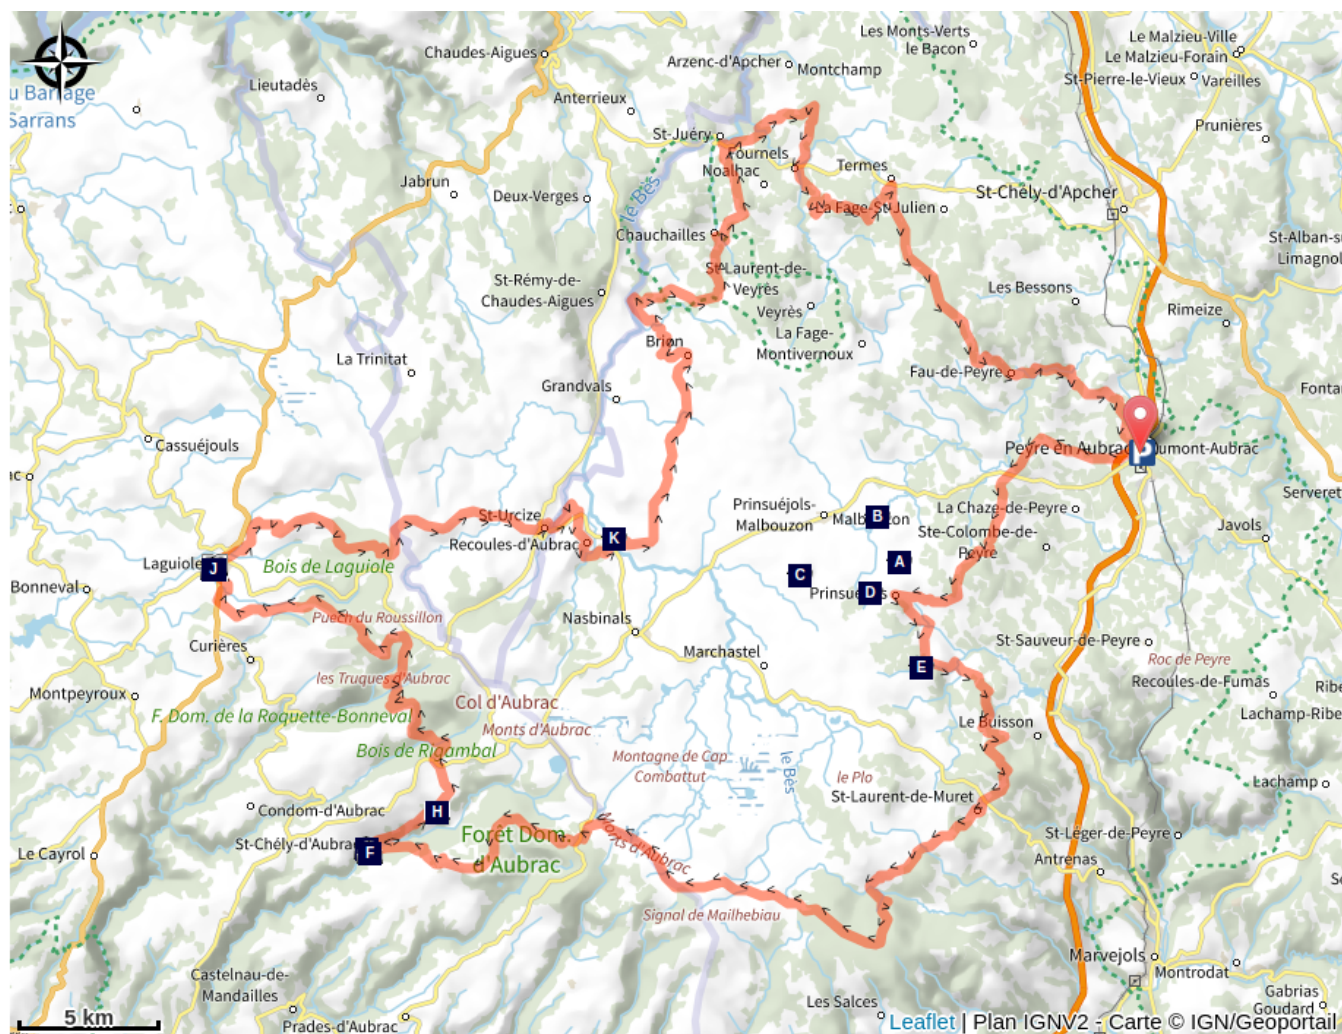 Les Monts-Verts
le Bacon
Le Malzieu-Ville
Le Malzieu-Forain
Chaudes-Aigues
Arzenc-d'Apcher
Montchamp
St-Pierre-le-Vieux
Vareilles
Lieutadès
u Barrage
Sarrans
Anterrieux
St-Juéry
Prunières
Fournels
Noalhac
Termes
Jabrun
Deux-Verges
le Bès
St-Chély-d'Apcher
La Fage-St-Julien
Chauchailles
St-Alban-su
Limagnol
St-Rémy-de-
Chaudes-Aigues
St-Laurent-de-
Veyrès
Veyrès
Les Bessons
Rimeize
La Fage-
Montivernoux
Brion
La Trinitat
Grandvals
Fau-de-Peyre
Fontan
Cassuéjouls
Peyre en Aubrac
P
umont-Aubrac
Serveret
Prinsuéjols-
Malbouzon
Malb
B
zon
La Chaze-de-Peyre
Javols
St-Urcize
Recoules-d'Aubrac
K
Ste-Colombe-de-
Peyre
A
C
Laguiole
J
Bois de Laguiole
Bonneval
Prinsué
D
s
Puech du Roussillon
Nasbinals
Curières
Marchastel
E
St-Sauveur-de-Peyre
Roc de Peyre
Recoules-de-Fumas
les Truques d'Aubrac
Montpeyroux
Col d'Aubrac
F. Dom. de la Roquette-Bonneval
Monts d'Aubrac
Le Buisson
Ribe
Lachamp-Ribe
Bois de Rigambal
Montagne de Cap
Combattut
le Bès
le Plo
St-Laurent-de-Muret
Lachamp
Condom-d'Aubrac
H
St-Chély-d'Aubrac
F
Forêt Dom.
d'Aubrac
Monts d'Aubrac
Le Cayrol
St-Léger-de-Peyre
Antrenas
Signal de Mailhebiau
Castelnau-de-
Mandailles
Marvejols
Montrodat
Les Salces
Gabrias
Goudard
5 km
Prades-d'Aubrac
Leaflet | Plan IGNV2 - Carte © IGN/Geoportail